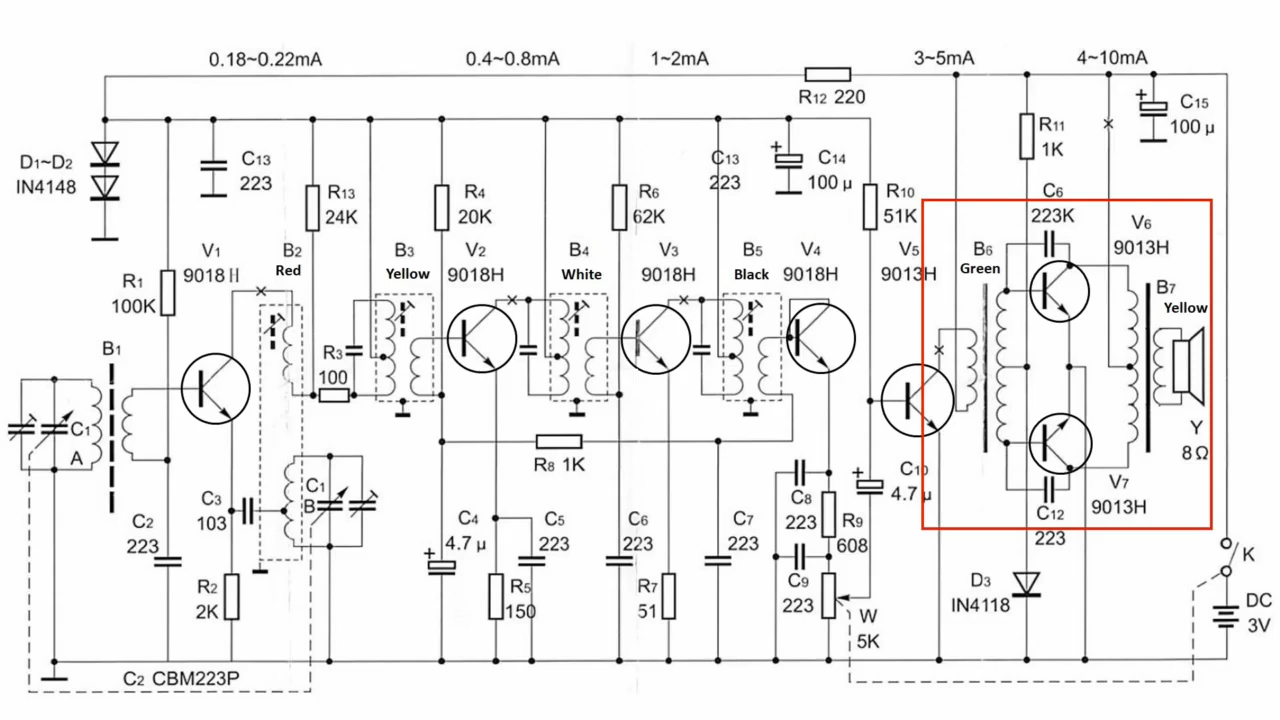 0.18~0.22mA
0.4~0.8mA
1~2mA
3~5mA
4~10mA
R12 220
D1~D2
IN4148
C13
223
R13
24K
R4
20K
R6
62K
C13
223
C14
100 μ
R10
51K
R11
1K
C15
100 μ
C6
223K
R1
100K
V1
9018 II
B2
Red
B3
Yellow
V2
9018H
B4
White
V3
9018H
B5
Black
V4
9018H
V5
9013H
B6
Green
V6
9013H
B7
Yellow
B1
C1
A
R3
100
R8 1K
Y
8Ω
V7
9013H
C12
223
C2
223
C3
103
C1
B
R2
2K
C4
4.7 μ
C5
223
R5
150
C6
223
R7
51
C7
223
C8
223
R9
608
C9
223
C10
4.7 μ
W
5K
D3
IN4118
K
DC
3V
C2 CBM223P